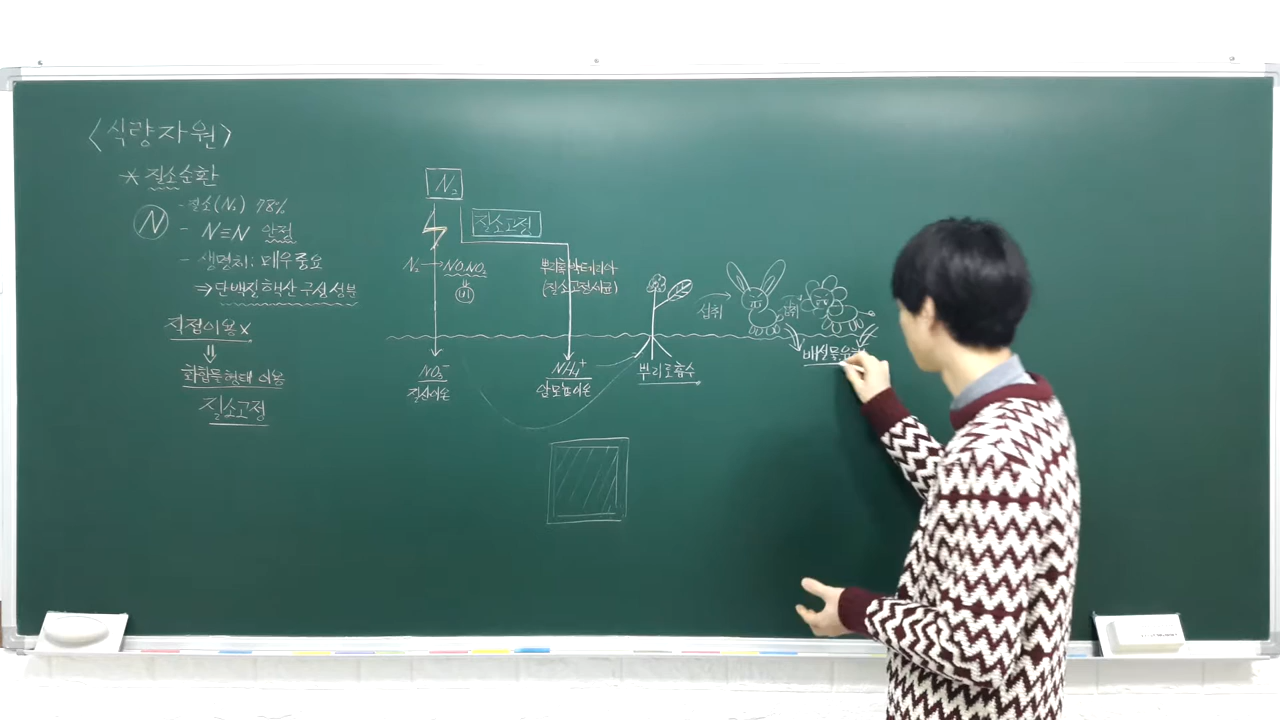 <식량자원>
* 질소순환
N
- 질소(N₂) 78%
- N≡N 안정
- 생명체: 매우 중요
⇒ 단백질 핵산 구성 성분
직접이용 x
⇓
화합물 형태 이용
질소고정
N₂
질소고정
N₂ → NO, NO₂
⇓
비
뿌리혹박테리아
(질소고정세균)
NO₃⁻
질산이온
NH₄⁺
암모늄이온
뿌리로 흡수
섭취
섭취
배설물